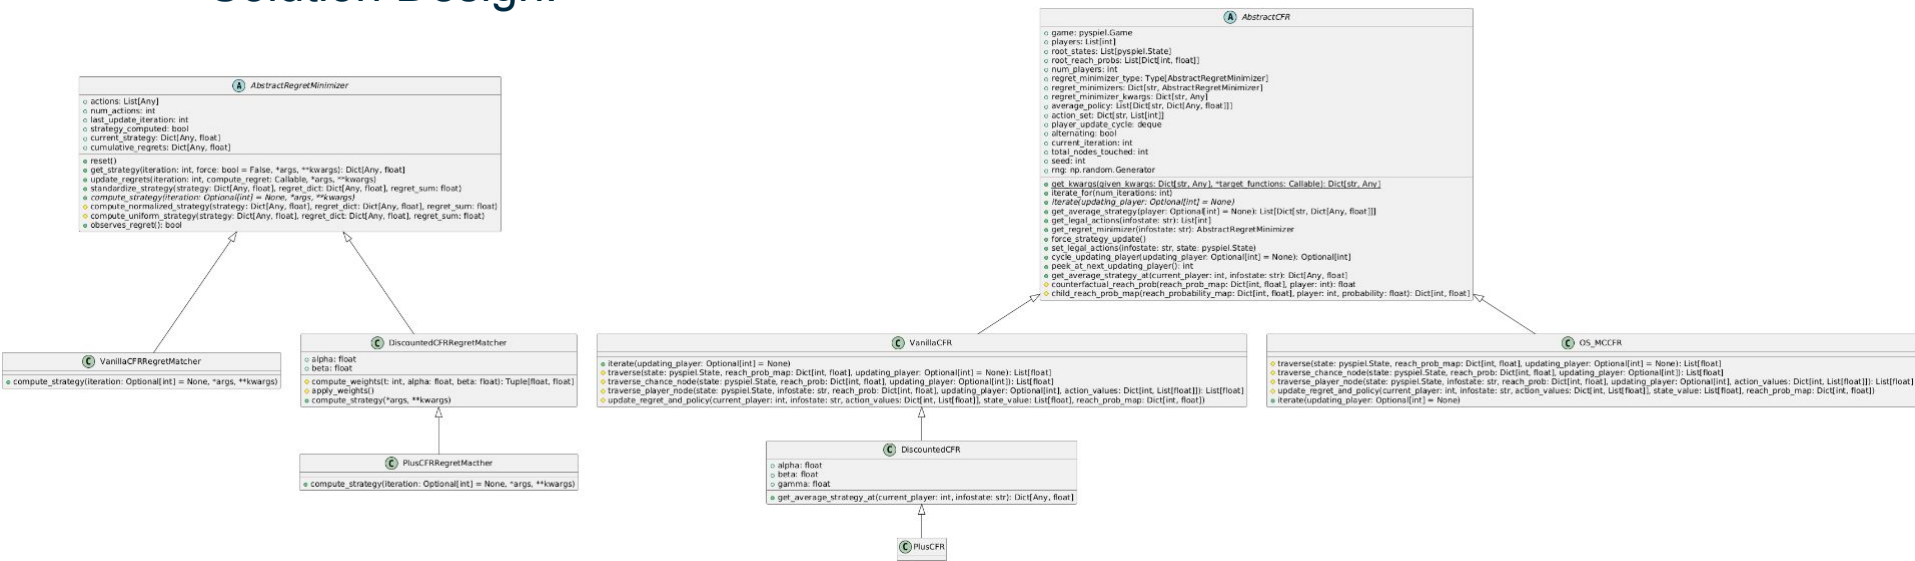 Solution Design:
A AbstractRegretMinimizer
actions: List[Any]
num_actions: int
last_update_iteration: int
strategy_computed: bool
current_strategy: Dict[Any, float]
cumulative_regrets: Dict[Any, float]
reset()
get_strategy(iteration: int, force: bool = False, *args, **kwargs): Dict[Any, float]
update_regrets(iteration: int, compute_regret: Callable, *args, **kwargs)
standardize_strategy(strategy: Dict[Any, float], regret_dict: Dict[Any, float], regret_sum: float)
compute_strategy(iteration: Optional[int] = None, *args, **kwargs)
compute_normalized_strategy(strategy: Dict[Any, float], regret_dict: Dict[Any, float], regret_sum: float)
compute_uniform_strategy(strategy: Dict[Any, float], regret_dict: Dict[Any, float], regret_sum: float)
observes_regret(): bool
A AbstractCFR
game: pyspiel.Game
players: List[int]
root_states: List[pyspiel.State]
root_reach_probs: List[Dict[int, float]]
num_players: int
regret_minimizer_type: Type[AbstractRegretMinimizer]
regret_minimizers: Dict[str, AbstractRegretMinimizer]
regret_minimizer_kwargs: Dict[str, Any]
average_policy: List[Dict[str, Dict[Any, float]]]
action_set: Dict[str, List[int]]
player_update_cycle: deque
alternating: bool
current_iteration: int
total_nodes_touched: int
seed: int
rng: np.random.Generator
get_kwargs(given_kwargs: Dict[str, Any], *target_functions: Callable): Dict[str, Any]
iterate_for(num_iterations: int)
iterate(updating_player: Optional[int] = None)
get_average_strategy(player: Optional[int] = None): List[Dict[str, Dict[Any, float]]]
get_legal_actions(infostate: str): List[int]
get_regret_minimizer(infostate: str): AbstractRegretMinimizer
force_strategy_update()
set_legal_actions(infostate: str, state: pyspiel.State)
cycle_updating_player(updating_player: Optional[int] = None): Optional[int]
peek_at_next_updating_player(): int
get_average_strategy_at(current_player: int, infostate: str): Dict[Any, float]
counterfactual_reach_prob(reach_prob_map: Dict[int, float], player: int): float
child_reach_prob_map(reach_probability_map: Dict[int, float], player: int, probability: float): Dict[int, float]
C VanillaCFRRegretMatcher
compute_strategy(iteration: Optional[int] = None, *args, **kwargs)
C DiscountedCFRRegretMatcher
alpha: float
beta: float
compute_weights(t: int, alpha: float, beta: float): Tuple[float, float]
apply_weights()
compute_strategy(*args, **kwargs)
C PlusCFRRegretMacther
compute_strategy(iteration: Optional[int] = None, *args, **kwargs)
C VanillaCFR
iterate(updating_player: Optional[int] = None)
traverse(state: pyspiel.State, reach_prob_map: Dict[int, float], updating_player: Optional[int] = None): List[float]
traverse_chance_node(state: pyspiel.State, reach_prob: Dict[int, float], updating_player: Optional[int]): List[float]
traverse_player_node(state: pyspiel.State, infostate: str, reach_prob: Dict[int, float], updating_player: Optional[int], action_values: Dict[int, List[float]]): List[float]
update_regret_and_policy(current_player: int, infostate: str, action_values: Dict[int, List[float]], state_value: List[float], reach_prob_map: Dict[int, float])
C DiscountedCFR
alpha: float
beta: float
gamma: float
get_average_strategy_at(current_player: int, infostate: str): Dict[Any, float]
C PlusCFR
C OS_MCCFR
traverse(state: pyspiel.State, reach_prob_map: Dict[int, float], updating_player: Optional[int] = None): List[float]
traverse_chance_node(state: pyspiel.State, reach_prob: Dict[int, float], updating_player: Optional[int]): List[float]
traverse_player_node(state: pyspiel.State, infostate: str, reach_prob: Dict[int, float], updating_player: Optional[int], action_values: Dict[int, List[float]]): List[float]
update_regret_and_policy(current_player: int, infostate: str, action_values: Dict[int, List[float]], state_value: List[float], reach_prob_map: Dict[int, float])
iterate(updating_player: Optional[int] = None)